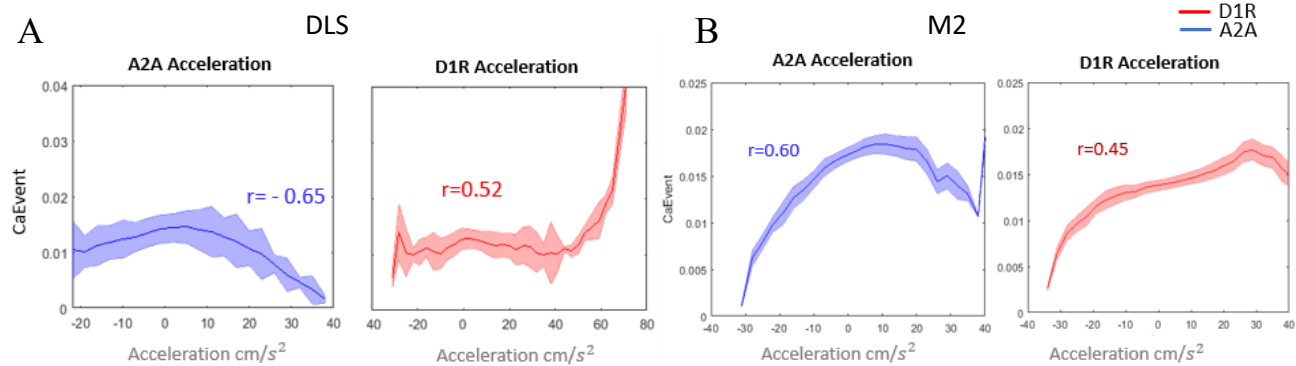 A
DLS
B
M2
D1R
A2A
A2A Acceleration
D1R Acceleration
A2A Acceleration
D1R Acceleration
CaEvent
0.04
0.03
0.02
0.01
0
r= - 0.65
-20 -10 0 10 20 30 40
Acceleration cm/s²
r=0.52
40 -20 0 20 40 60 80
Acceleration cm/s²
CaEvent
0.025
0.02
0.015
0.01
0.005
0
r=0.60
-40 -30 -20 -10 0 10 20 30 40
Acceleration cm/s²
0.025
0.02
0.015
0.01
0.005
0
r=0.45
-40 -30 -20 -10 0 10 20 30 40
Acceleration cm/s²